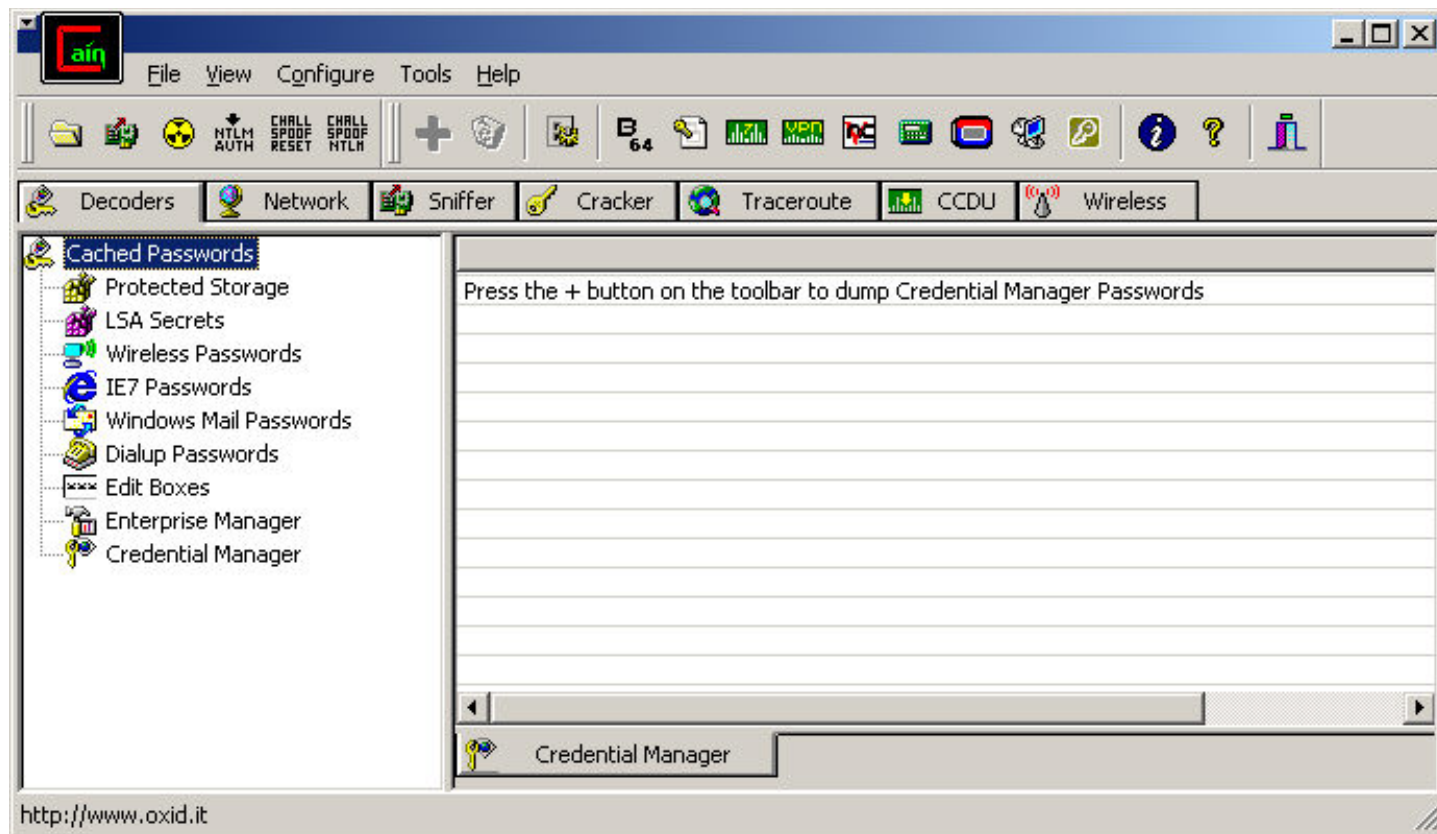 Cain
File View Configure Tools Help
NTLM AUTH
CHALL SPOOF RESET
CHALL SPOOF NTLM
B 64
Decoders Network Sniffer Cracker Traceroute CCDU Wireless
Cached Passwords
Protected Storage
LSA Secrets
Wireless Passwords
IE7 Passwords
Windows Mail Passwords
Dialup Passwords
Edit Boxes
Enterprise Manager
Credential Manager
Press the + button on the toolbar to dump Credential Manager Passwords
Credential Manager
http://www.oxid.it